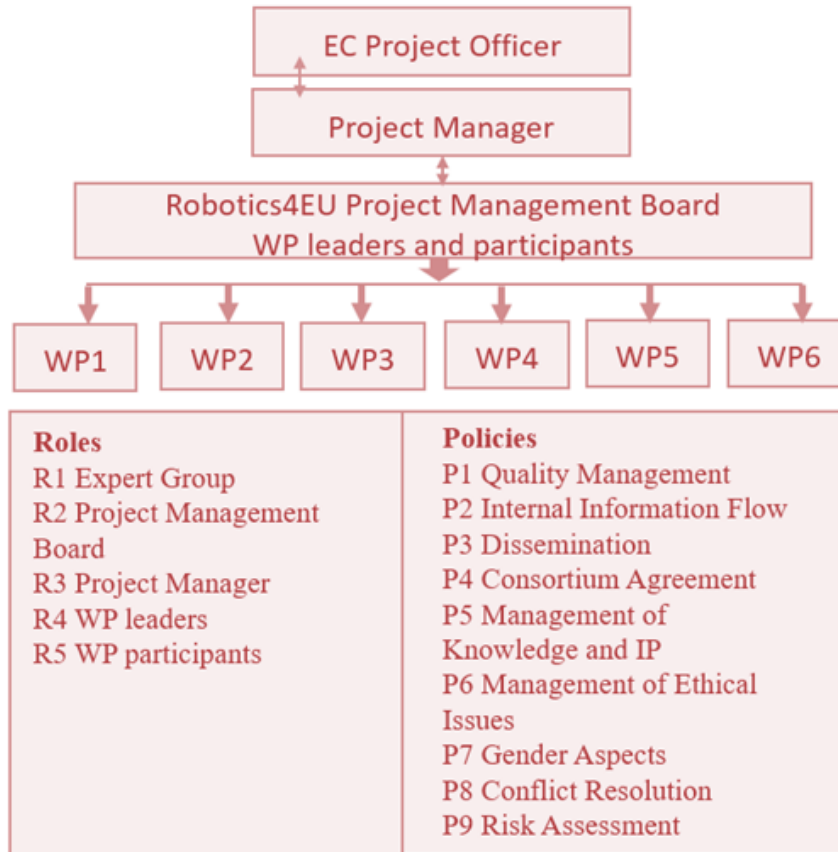 EC Project Officer
Project Manager
Robotics4EU Project Management Board
WP leaders and participants
WP1
WP2
WP3
WP4
WP5
WP6
Roles
R1 Expert Group
R2 Project Management
Board
R3 Project Manager
R4 WP leaders
R5 WP participants
Policies
P1 Quality Management
P2 Internal Information Flow
P3 Dissemination
P4 Consortium Agreement
P5 Management of
Knowledge and IP
P6 Management of Ethical
Issues
P7 Gender Aspects
P8 Conflict Resolution
P9 Risk Assessment